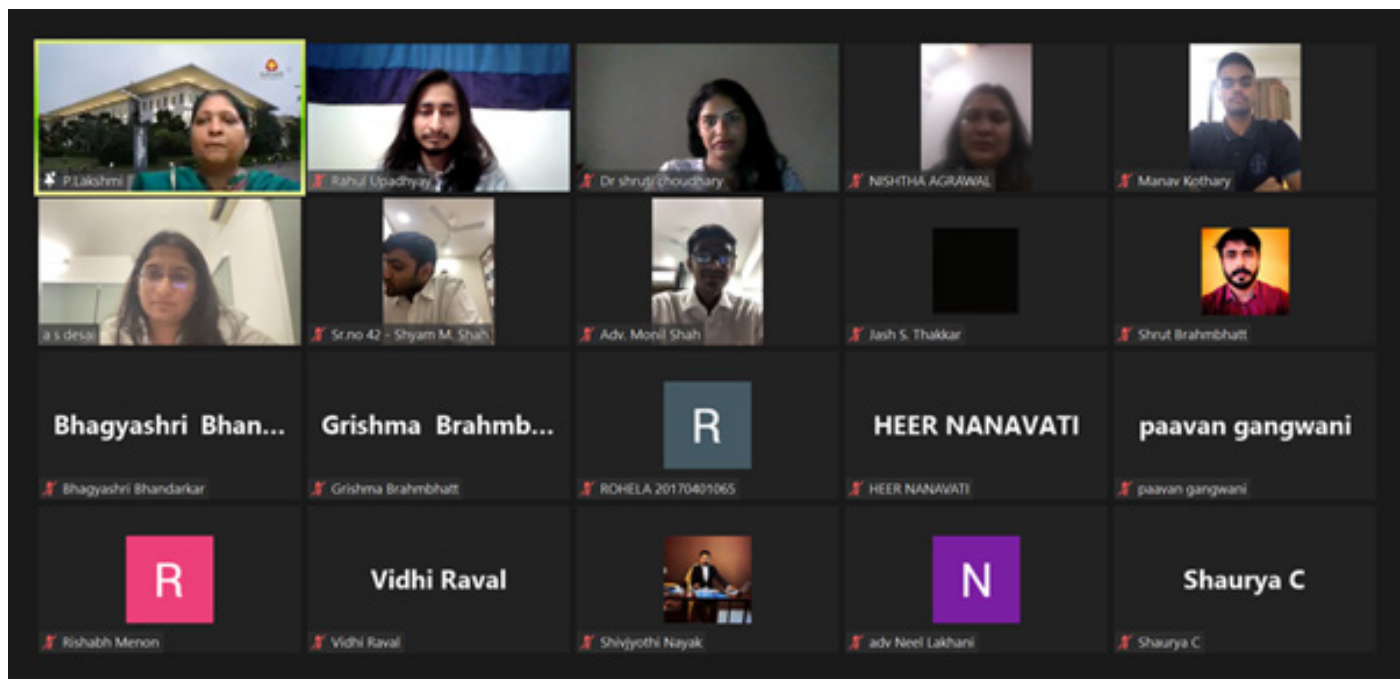 P.Lakshmi
Rahul Upadhyay
Dr shruti choudhary
NISHTHA AGRAWAL
Manav Kothary
a s desai
Sr.no 42 - Shyam M. Shah
Adv. Monil Shah
Jash S. Thakkar
Shrut Brahmbhatt
Bhagyashri Bhan...
Grishma Brahmb...
R
HEER NANAVATI
paavan gangwani
Bhagyashri Bhandarkar
Grishma Brahmbhatt
ROHELA 20170401065
HEER NANAVATI
paavan gangwani
R
Vidhi Raval
N
Shaurya C
Rishabh Menon
Vidhi Raval
Shivjyothi Nayak
adv Neel Lakhani
Shaurya C